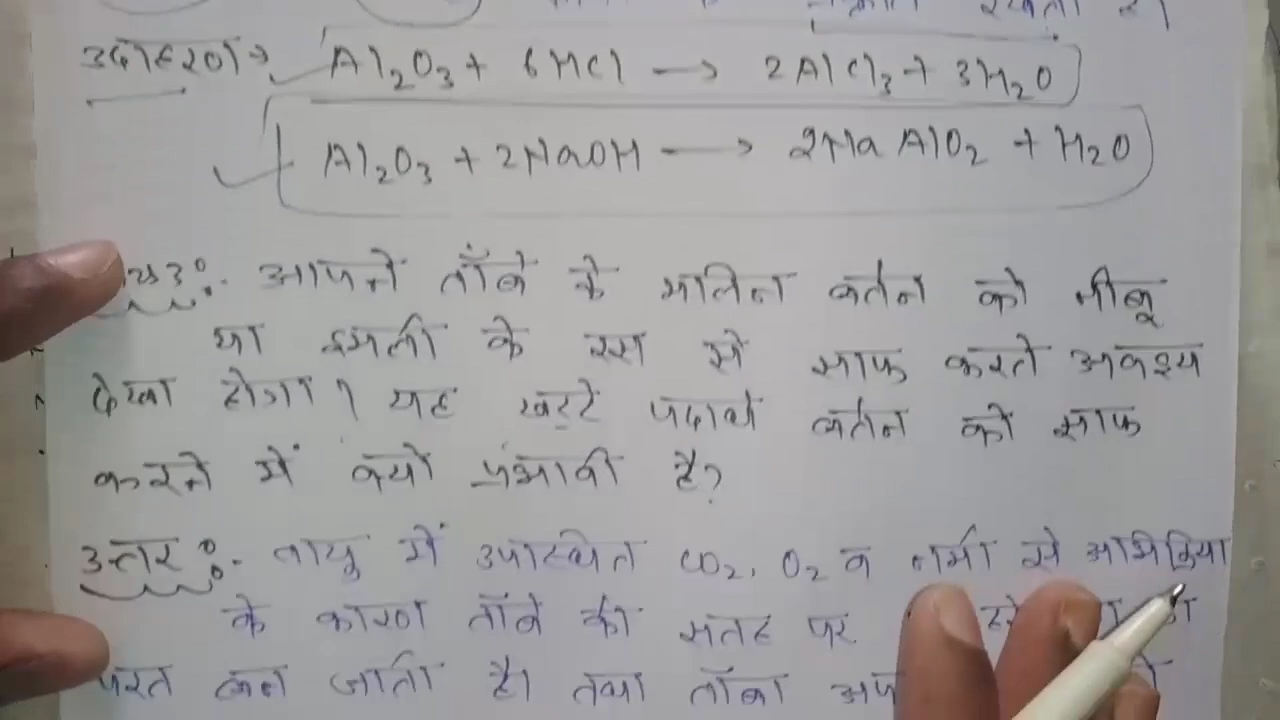 रखता है।
उदाहरण→ Al₂O₃ + 6HCl → 2AlCl₃ + 3H₂O
Al₂O₃ + 2NaOH → 2NaAlO₂ + H₂O
आपने ताँबे के मलिन बर्तन को नीबू
या इमली के रस से साफ करते अवश्य
देखा होगा। यह खट्टे पदार्थ बर्तन को साफ
करने में क्यों प्रभावी है?
उत्तर:- वायु में उपस्थित CO₂, O₂ व नमी से अभिक्रिया
के कारण ताँबे की सतह पर
परत बन जाती है। तथा ताँबा